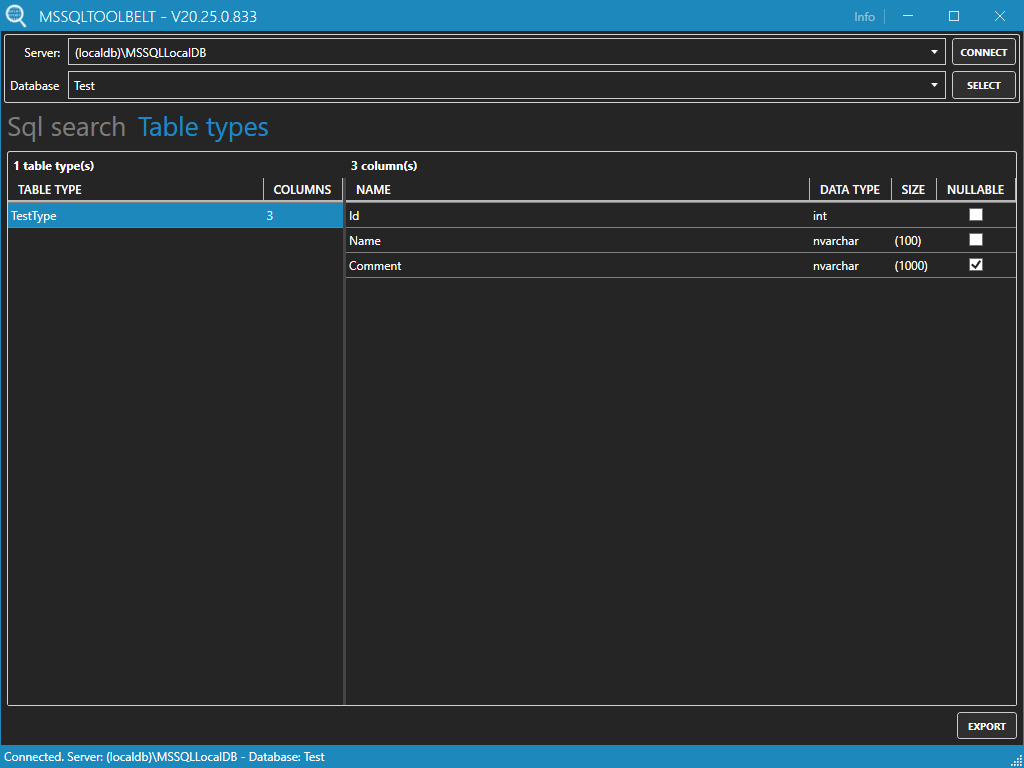 MSSQLTOOLBELT - V20.25.0.833 Info
Server: (localdb)\MSSQLLocalDB CONNECT
Database Test SELECT
Sql search Table types
1 table type(s) 3 column(s)
TABLE TYPE COLUMNS NAME DATA TYPE SIZE NULLABLE
TestType 3 Id int
Name nvarchar (100)
Comment nvarchar (1000)
EXPORT
Connected. Server: (localdb)\MSSQLLocalDB - Database: Test